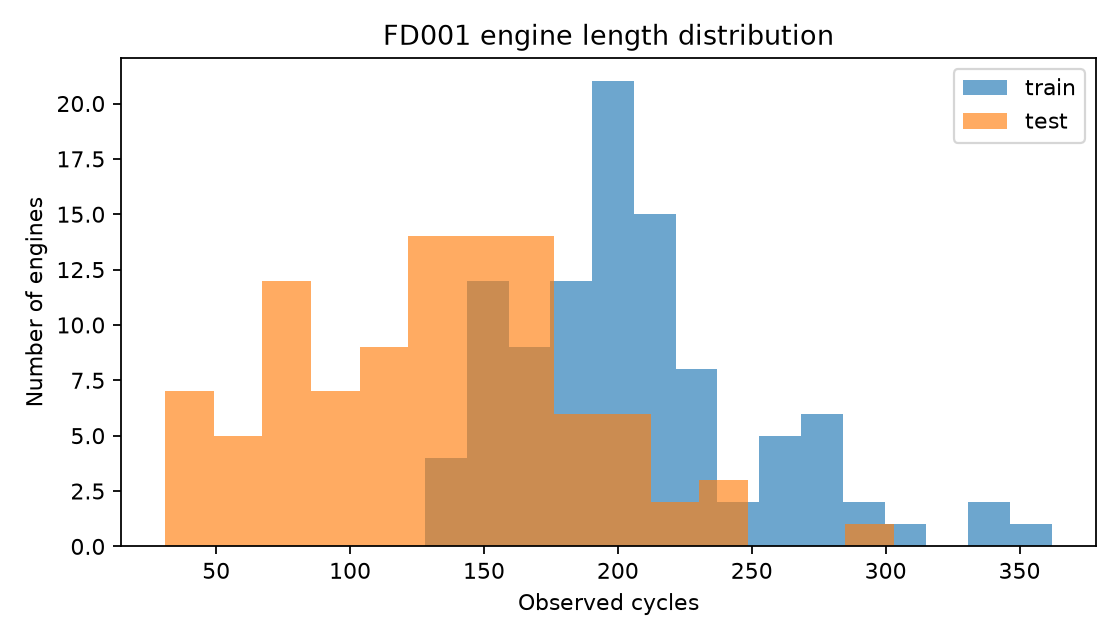 FD001 engine length distribution
train
test
Number of engines
20.0
17.5
15.0
12.5
10.0
7.5
5.0
2.5
0.0
50 100 150 200 250 300 350
Observed cycles